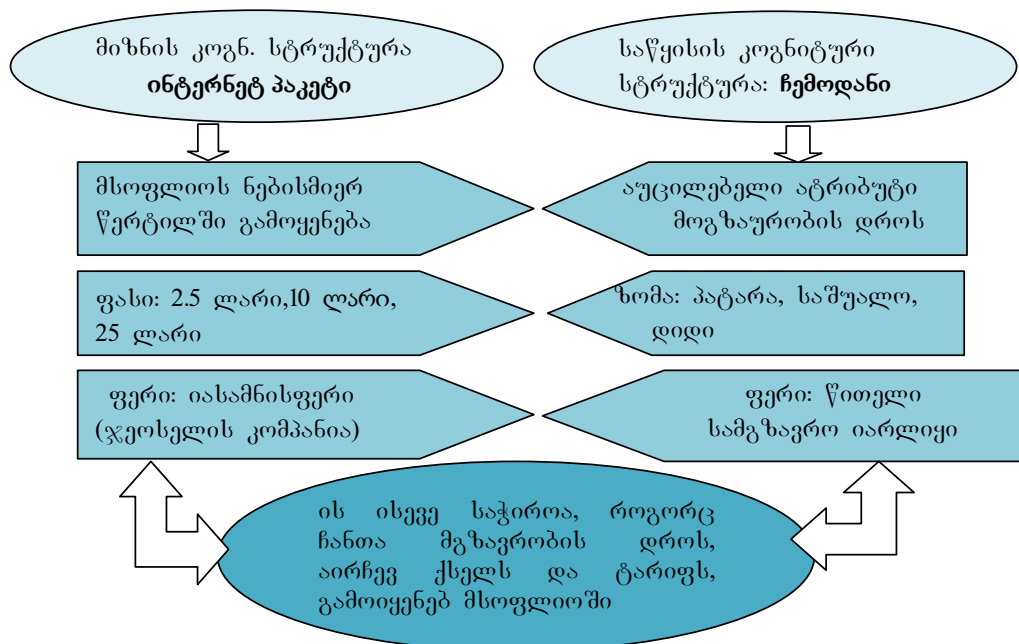 მიზნის კოგნ. სტრუქტურა
ინტერნეტ პაკეტი
საწყისის კოგნიტური
სტრუქტურა: ჩემოდანი
მსოფლიოს ნებისმიერ
წერტილში გამოყენება
აუცილებელი ატრიბუტი
მოგზაურობის დროს
ფასი: 2.5 ლარი,10 ლარი,
25 ლარი
ზომა: პატარა, საშუალო,
დიდი
ფერი: იასამნისფერი
(ჯეოსელის კომპანია)
ფერი: წითელი
სამგზავრო იარლიყი
ის ისევე საჭიროა, როგორც
ჩანთა მგზავრობის დროს,
აირჩევ ქსელს და ტარიფს,
გამოიყენებ მსოფლიოში